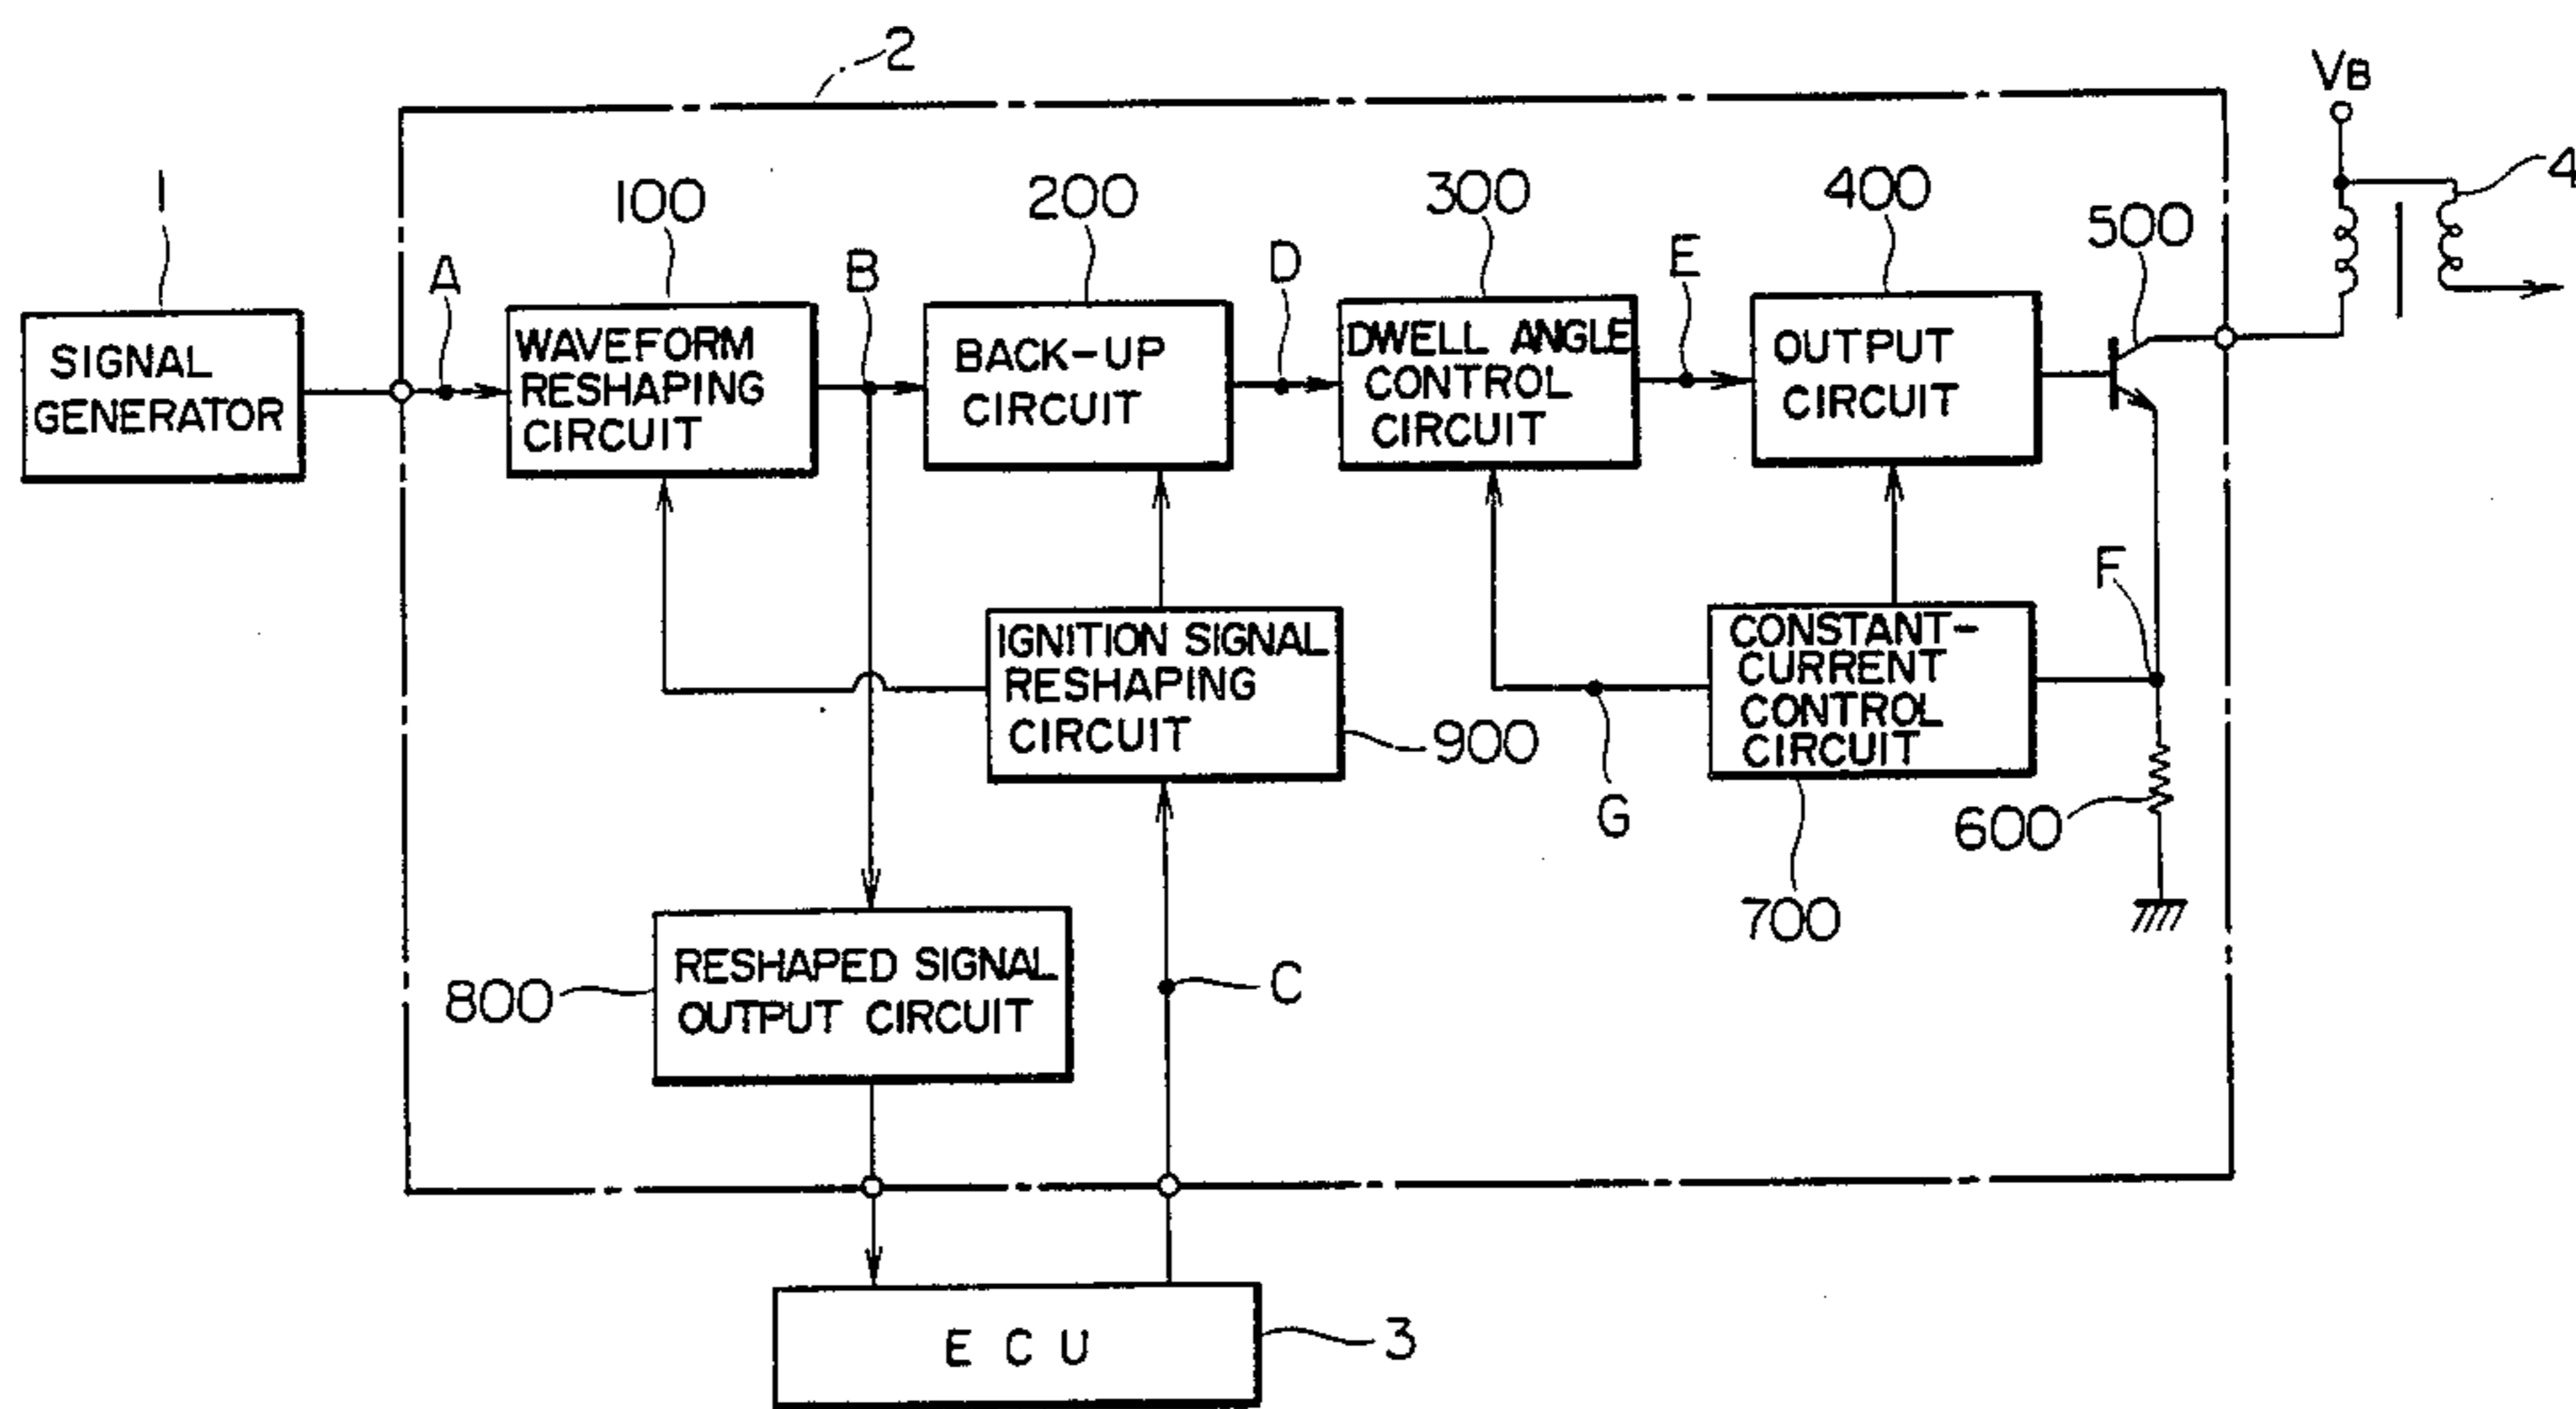 2
VB
1
100
200
300
400
500
4
A
B
D
E
SIGNAL
GENERATOR
WAVEFORM
RESHAPING
CIRCUIT
BACK-UP
CIRCUIT
DWELL ANGLE
CONTROL
CIRCUIT
OUTPUT
CIRCUIT
F
IGNITION SIGNAL
RESHAPING
CIRCUIT
900
CONSTANT-
CURRENT
CONTROL
CIRCUIT
G
600
700
800
RESHAPED SIGNAL
OUTPUT CIRCUIT
C
ECU
3